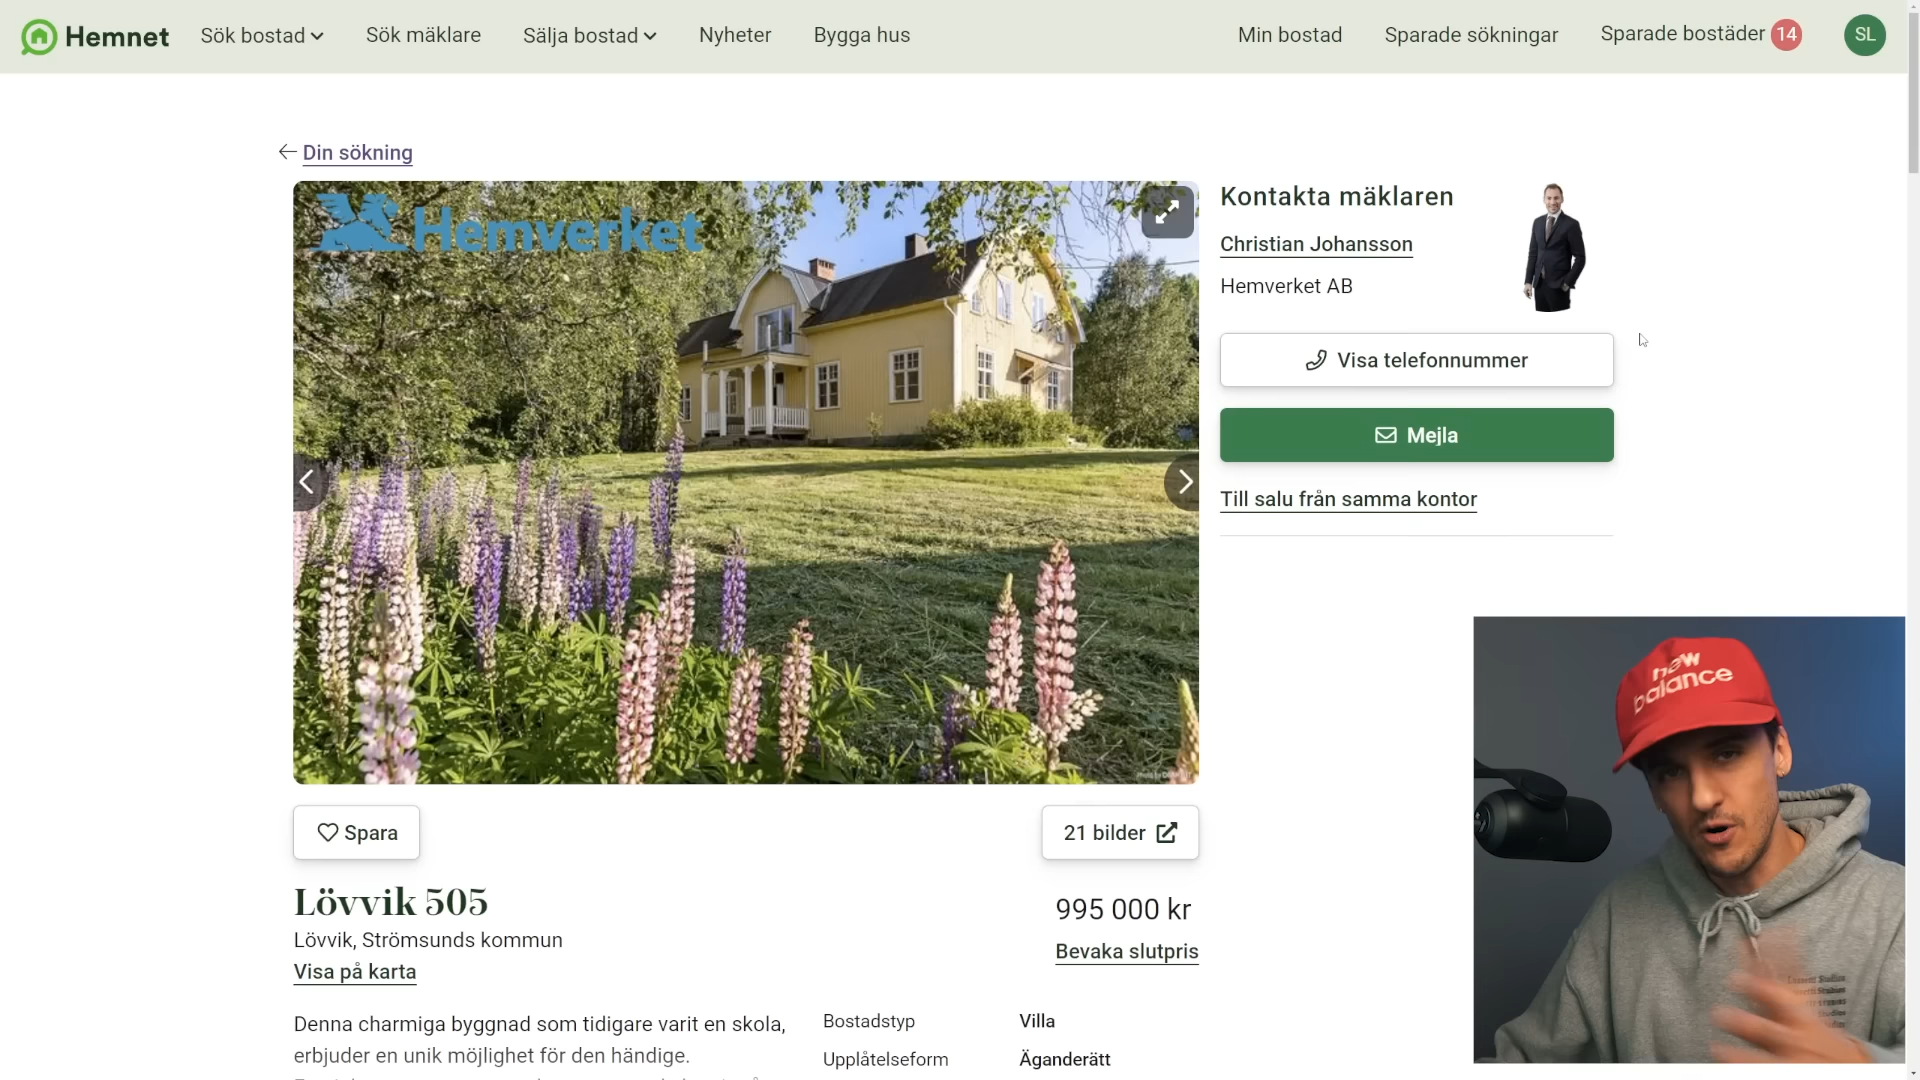 Hemnet
Sök bostad
Sök mäklare
Sälja bostad
Nyheter
Bygga hus
Min bostad
Sparade sökningar
Sparade bostäder 14
SL
Din sökning
Hemverket
Kontakta mäklaren
Christian Johansson
Hemverket AB
Visa telefonnummer
Mejla
Till salu från samma kontor
new
balance
Spara
21 bilder
Lövvik 505
995 000 kr
Lövvik, Strömsunds kommun
Bevaka slutpris
Visa på karta
Denna charmiga byggnad som tidigare varit en skola,
erbjuder en unik möjlighet för den händige.
Bostadstyp
Villa
Upplåtelseform
Äganderätt